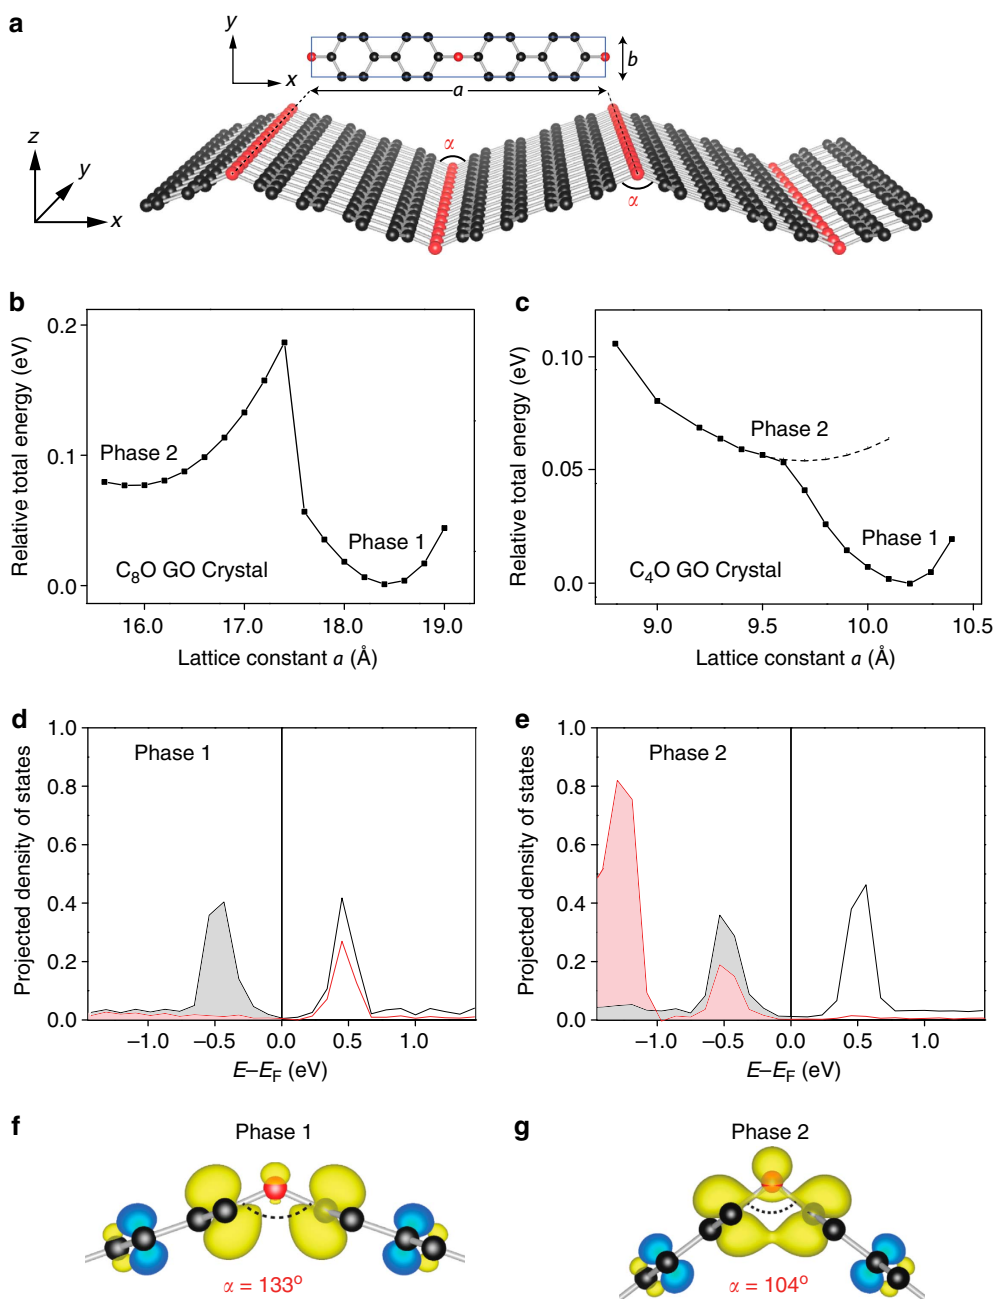 a
y
x
b
a
z
y
x
α
α
b
Relative total energy (eV)
0.2
0.1
0.0
Phase 2
Phase 1
C₈O GO Crystal
16.0 17.0 18.0 19.0
Lattice constant a (Å)
c
Relative total energy (eV)
0.10
0.05
0.0
Phase 2
Phase 1
C₄O GO Crystal
9.0 9.5 10.0 10.5
Lattice constant a (Å)
d
Projected density of states
1.0
0.8
0.6
0.4
0.2
0.0
Phase 1
−1.0 −0.5 0.0 0.5 1.0
E–E_F (eV)
e
Projected density of states
1.0
0.8
0.6
0.4
0.2
0.0
Phase 2
−1.0 −0.5 0.0 0.5 1.0
E–E_F (eV)
f
Phase 1
α = 133°
g
Phase 2
α = 104°